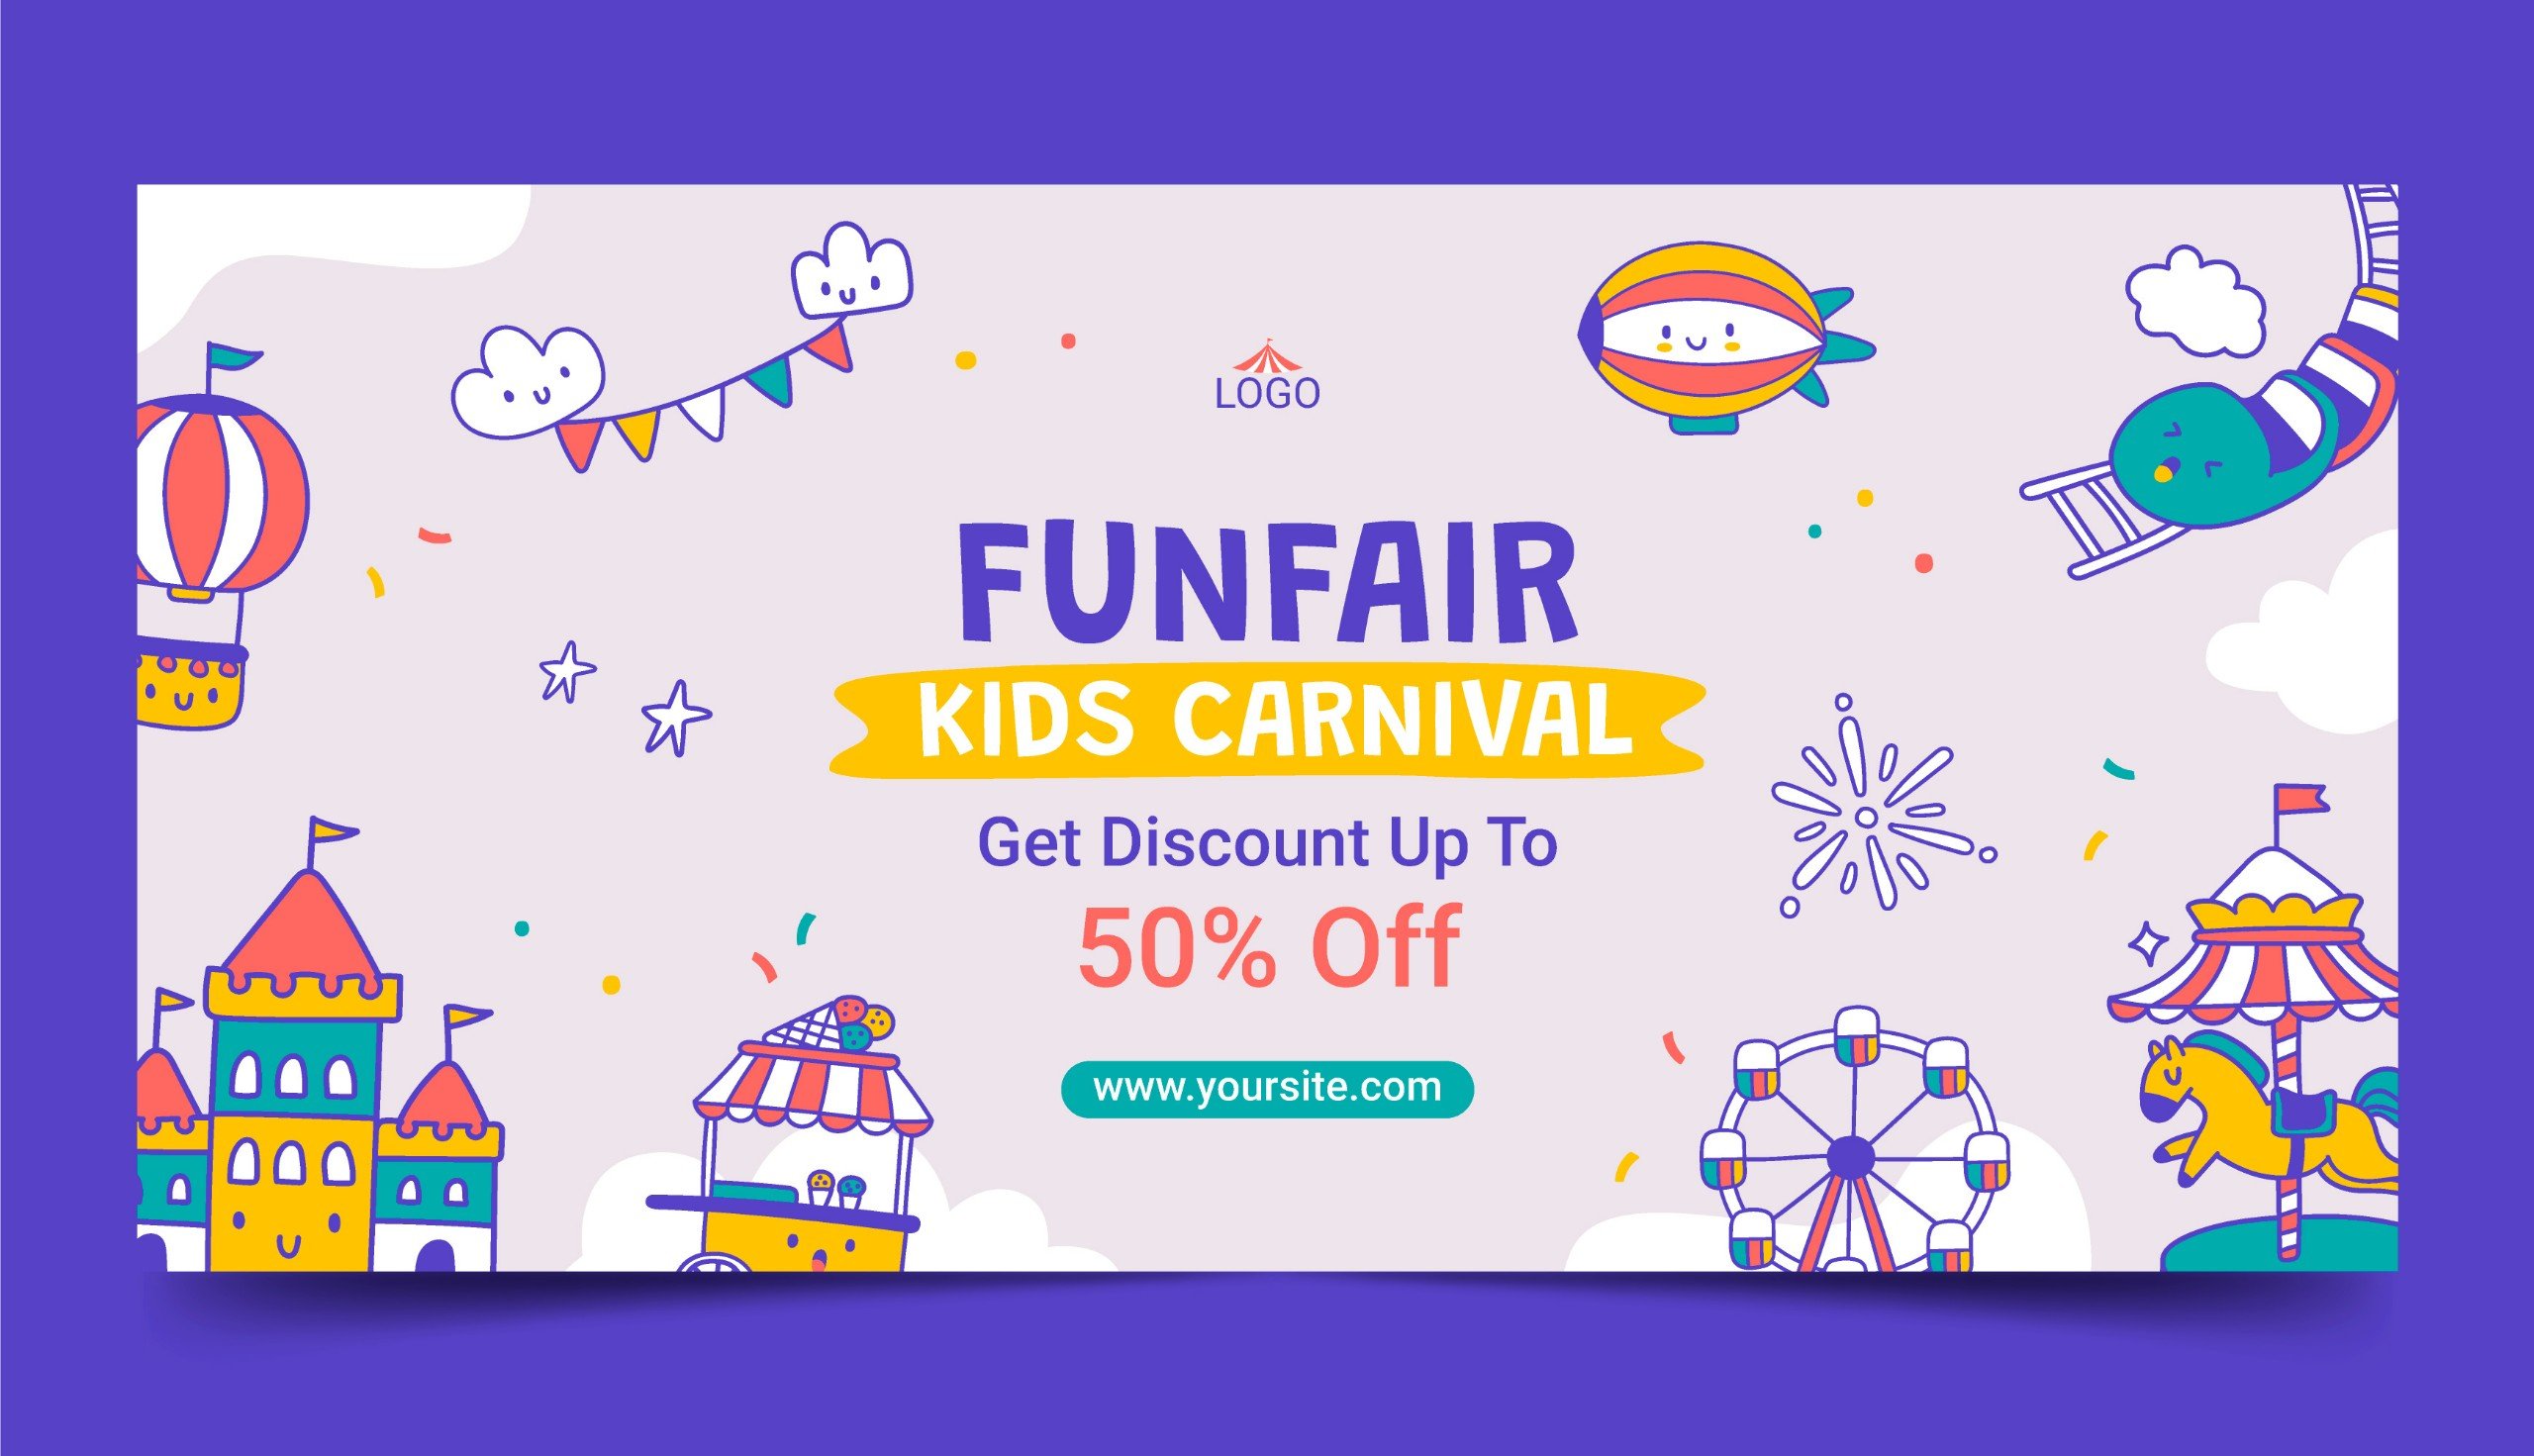 LOGO
FUNFAIR
KIDS CARNIVAL
Get Discount Up To
50% Off
www.yoursite.com